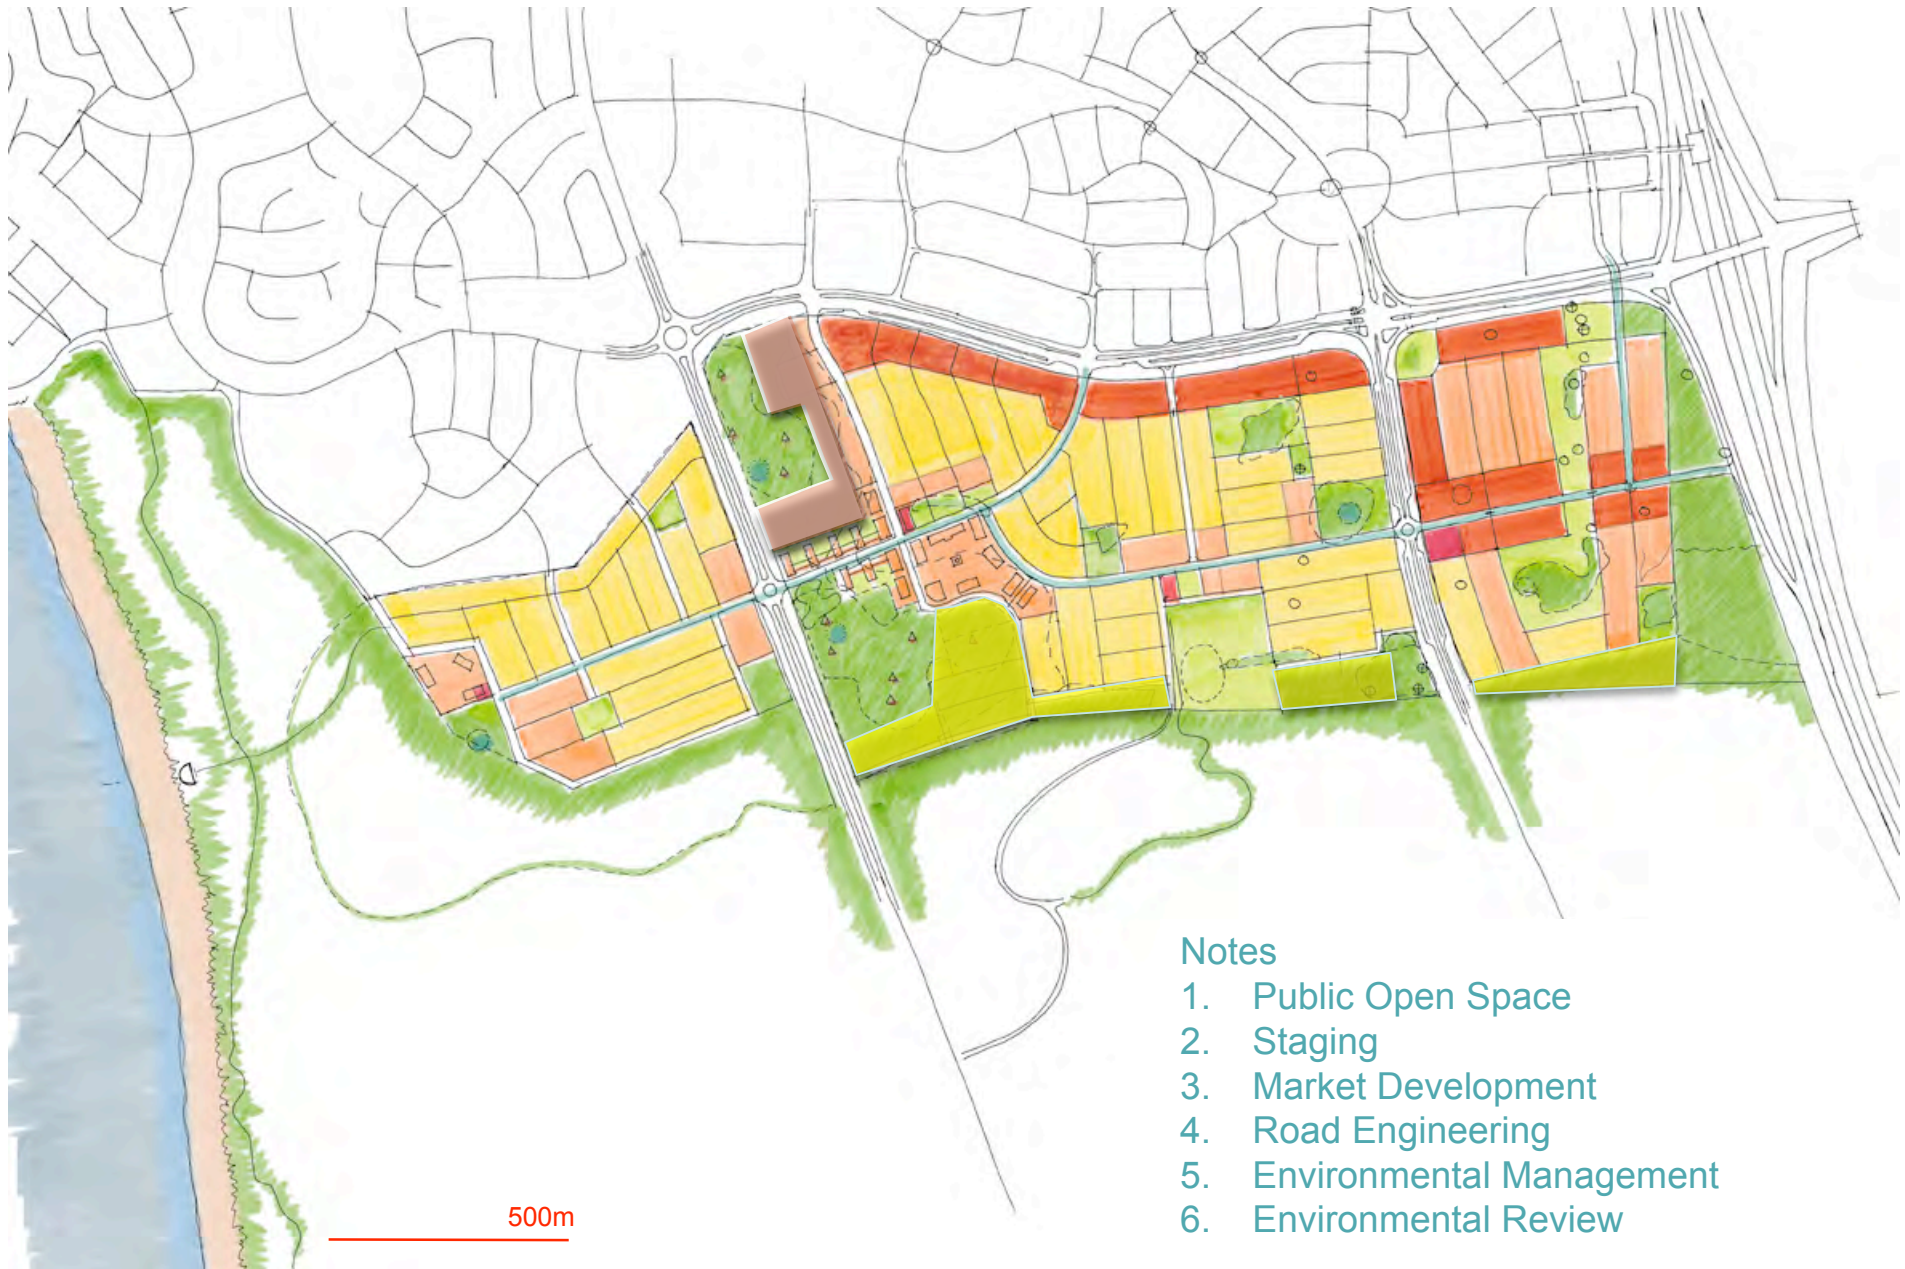 Notes
1. Public Open Space
2. Staging
3. Market Development
4. Road Engineering
5. Environmental Management
6. Environmental Review
500m